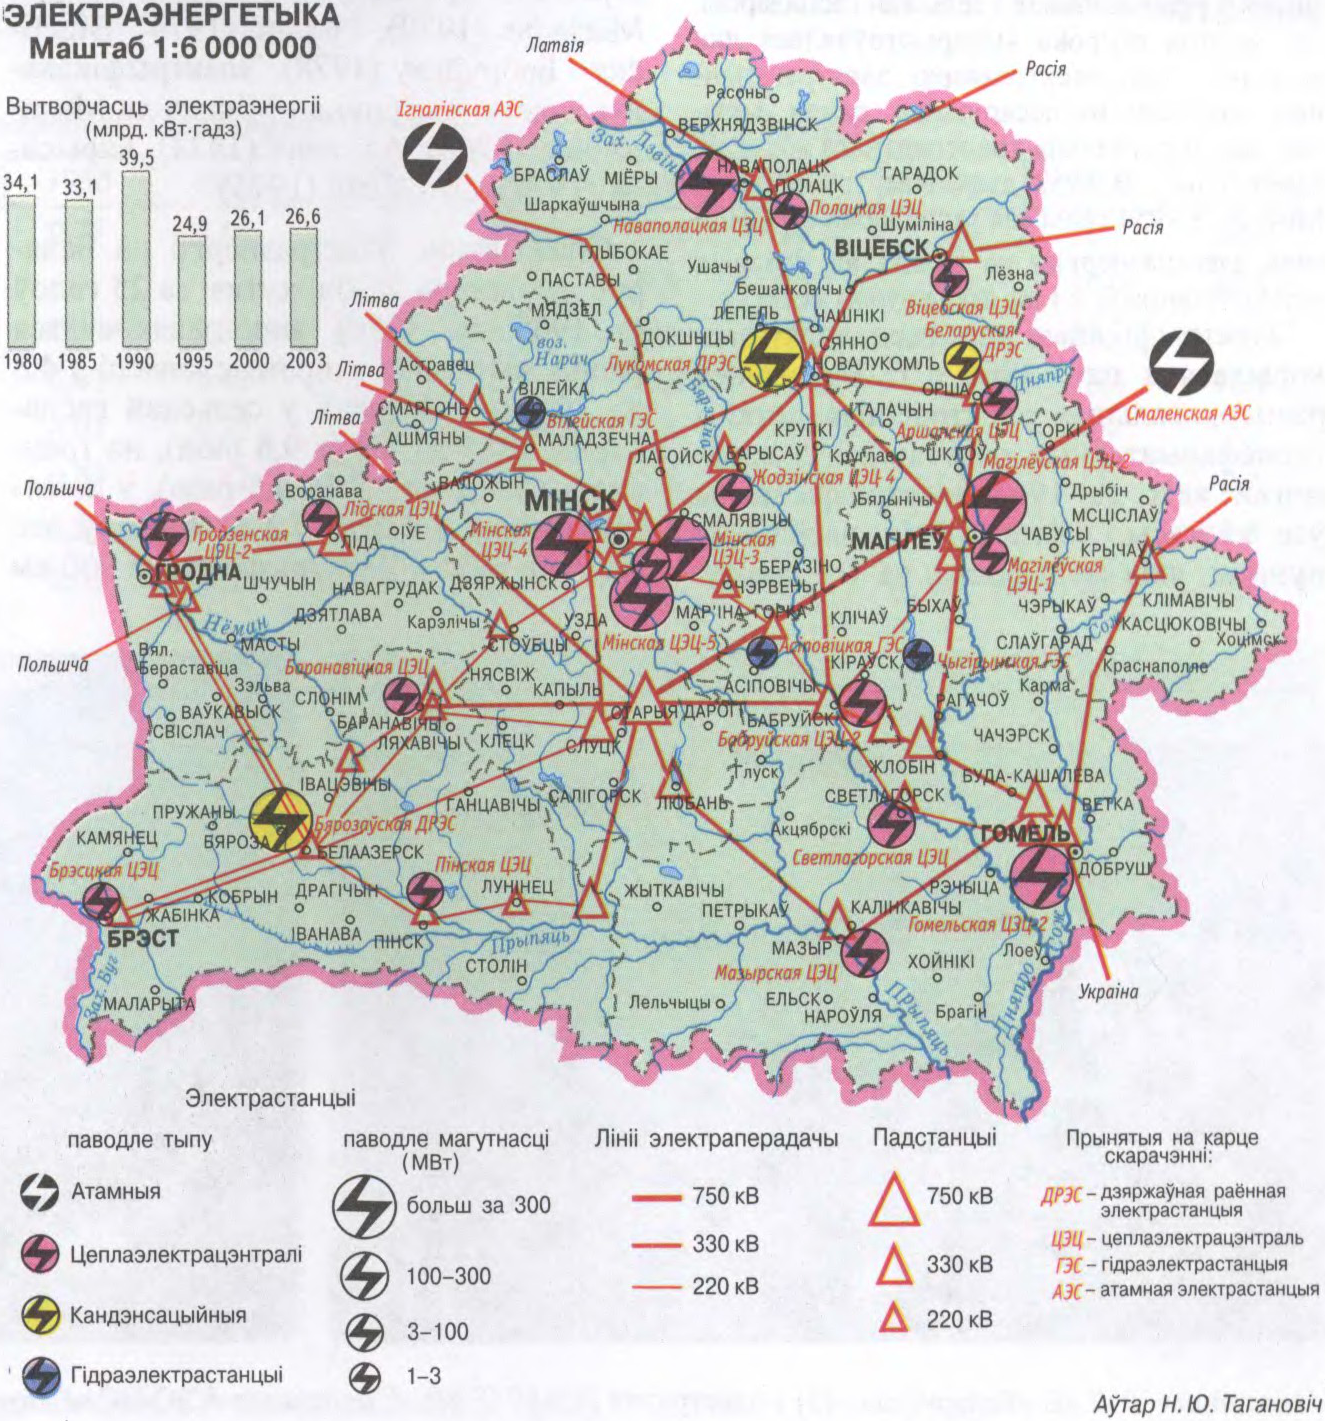 ЭЛЕКТРАЭНЕРГЕТЫКА
Маштаб 1:6 000 000
Вытворчасць электраэнергіі
(млрд. кВт·гадз)
34,1
33,1
39,5
24,9
26,1
26,6
1980 1985 1990 1995 2000 2003
Латвія
Расія
Ігналінская АЭС
Расоны
ВЕРХНЯДЗВІНСК
Зах. Дзвіна
БРАСЛАЎ
МІЁРЫ
НАВАПОЛАЦК
ПОЛАЦК
ГАРАДОК
Шаркаўшчына
Полацкая ЦЭЦ
Наваполацкая ЦЭЦ
Шуміліна
Расія
ГЛЫБОКАЕ
ВІЦЕБСК
ПАСТАВЫ
Ушачы
Бешанковічы
Лёзна
Віцебская ЦЭЦ
Літва
МЯДЗЕЛ
ЛЕПЕЛЬ
ЧАШНІКІ
Беларуская
ДРЭС
воз.
Нарач
ДОКШЫЦЫ
СЯННО
Астравец
Лукомская ДРЭС
НОВАЛУКОМЛЬ
Літва
ВІЛЕЙКА
Бярэзіна
ОРША
Дняпро
Смаленская АЭС
СМАРГОНЬ
Вілейская ГЭС
ТАЛАЧЫН
Літва
АШМЯНЫ
МАЛАДЗЕЧНА
КРУПКІ
Аршанская ЦЭЦ
ГОРКІ
ЛАГОЙСК
БАРЫСАЎ
Круглае
ШКЛОЎ
Магілёўская ЦЭЦ-2
Польшча
Воранава
ВАЛОЖЫН
Жодзінская ЦЭЦ-4
Бялынічы
Дрыбін
Расія
Лідская ЦЭЦ
МІНСК
СМАЛЯВІЧЫ
МСЦІСЛАЎ
Гродзенская
ЦЭЦ-2
ЛІДА
ІЎЕ
Мінская
ЦЭЦ-4
Мінская
ЦЭЦ-3
МАГІЛЁЎ
ЧАВУСЫ
КРЫЧАЎ
ГРОДНА
ШЧУЧЫН
НАВАГРУДАК
ДЗЯРЖЫНСК
БЕРАЗІНО
Магілёўская
ЦЭЦ-1
ЧЭРВЕНЬ
КЛІМАВІЧЫ
ДЗЯТЛАВА
Нёман
Карэлічы
УЗДА
МАР'ІНА ГОРКА
КЛІЧАЎ
БЫХАЎ
ЧЭРЫКАЎ
Сож
КАСЦЮКОВІЧЫ
Хоцімск
МАСТЫ
СТОЎБЦЫ
Мінская ЦЭЦ-5
Асіповіцкая ГЭС
СЛАЎГАРАД
Польшча
Вял.
Бераставіца
Баранавіцкая ЦЭЦ
КІРАЎСК
Чыгірынская ГЭС
Краснаполле
Зэльва
НЯСВІЖ
АСІПОВІЧЫ
Карма
СЛОНІМ
КАПЫЛЬ
ВАЎКАВЫСК
БАРАНАВІЧЫ
СТАРЫЯ ДАРОГІ
БАБРУЙСК
РАГАЧОЎ
СВІСЛАЧ
ЛЯХАВІЧЫ
КЛЕЦК
СЛУЦК
Бабруйская ЦЭЦ-2
ЧАЧЭРСК
Глуск
ЖЛОБІН
ІВАЦЭВІЧЫ
БУДА-КАШАЛЁВА
ПРУЖАНЫ
ГАНЦАВІЧЫ
САЛІГОРСК
ЛЮБАНЬ
СВЕТЛАГОРСК
ВЕТКА
КАМЯНЕЦ
Бярозаўская ДРЭС
Акцябрскі
ГОМЕЛЬ
БЯРОЗА
БЕЛААЗЕРСК
Светлагорская ЦЭЦ
Брэсцкая ЦЭЦ
Пінская ЦЭЦ
ДОБРУШ
КОБРЫН
ДРАГІЧЫН
ЛУНІНЕЦ
ЖЫТКАВІЧЫ
РЭЧЫЦА
ЖАБІНКА
ПЕТРЫКАЎ
КАЛІНКАВІЧЫ
Гомельская ЦЭЦ-2
БРЭСТ
ІВАНАВА
ПІНСК
Прыпяць
МАЗЫР
Сож
Лоеў
СТОЛІН
Мазырская ЦЭЦ
ХОЙНІКІ
Зах. Буг
МАЛАРЫТА
Лельчыцы
ЕЛЬСК
НАРОЎЛЯ
Прыпяць
Брагін
Дняпро
Украіна
Электрастанцыі
паводле тыпу
Атамныя
Цеплаэлектрацэнтралі
Кандэнсацыйныя
Гідраэлектрастанцыі
паводле магутнасці
(МВт)
больш за 300
100–300
3–100
1–3
Лініі электраперадачы
750 кВ
330 кВ
220 кВ
Падстанцыі
750 кВ
330 кВ
220 кВ
Прынятыя на карце
скарачэнні:
ДРЭС – дзяржаўная раённая
электрастанцыя
ЦЭЦ – цеплаэлектрацэнтраль
ГЭС – гідраэлектрастанцыя
АЭС – атамная электрастанцыя
Аўтар Н. Ю. Тагановіч